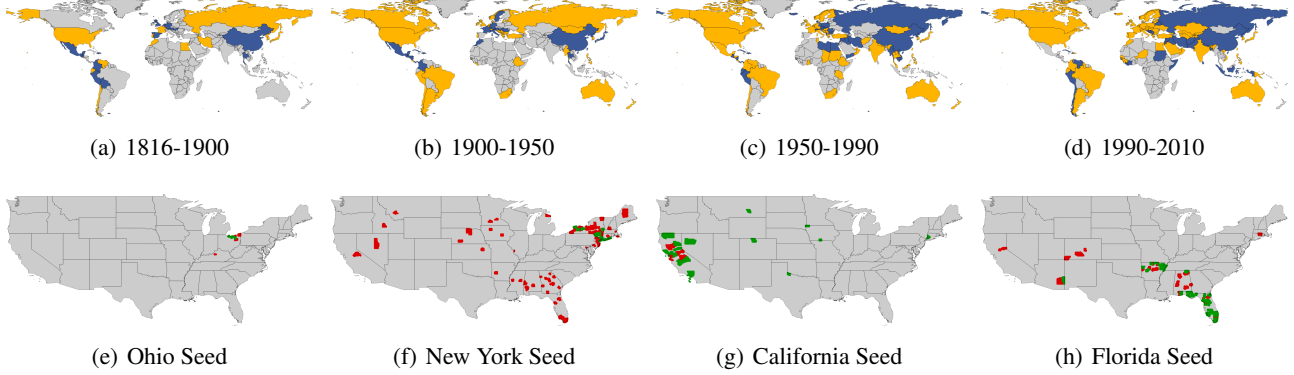 (a) 1816-1900
(b) 1900-1950
(c) 1950-1990
(d) 1990-2010
(e) Ohio Seed
(f) New York Seed
(g) California Seed
(h) Florida Seed